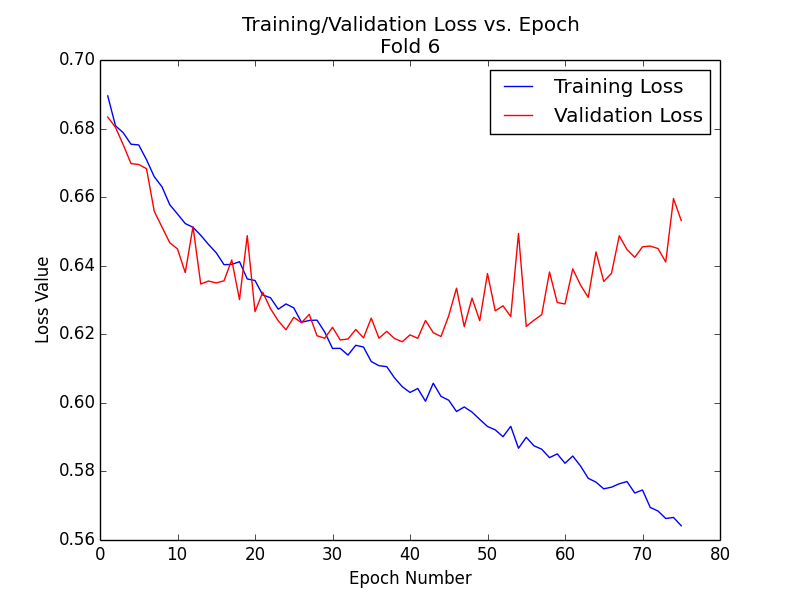 Training/Validation Loss vs. Epoch
Fold 6
Training Loss
Validation Loss
Loss Value
0.70
0.68
0.66
0.64
0.62
0.60
0.58
0.56
0 10 20 30 40 50 60 70 80
Epoch Number